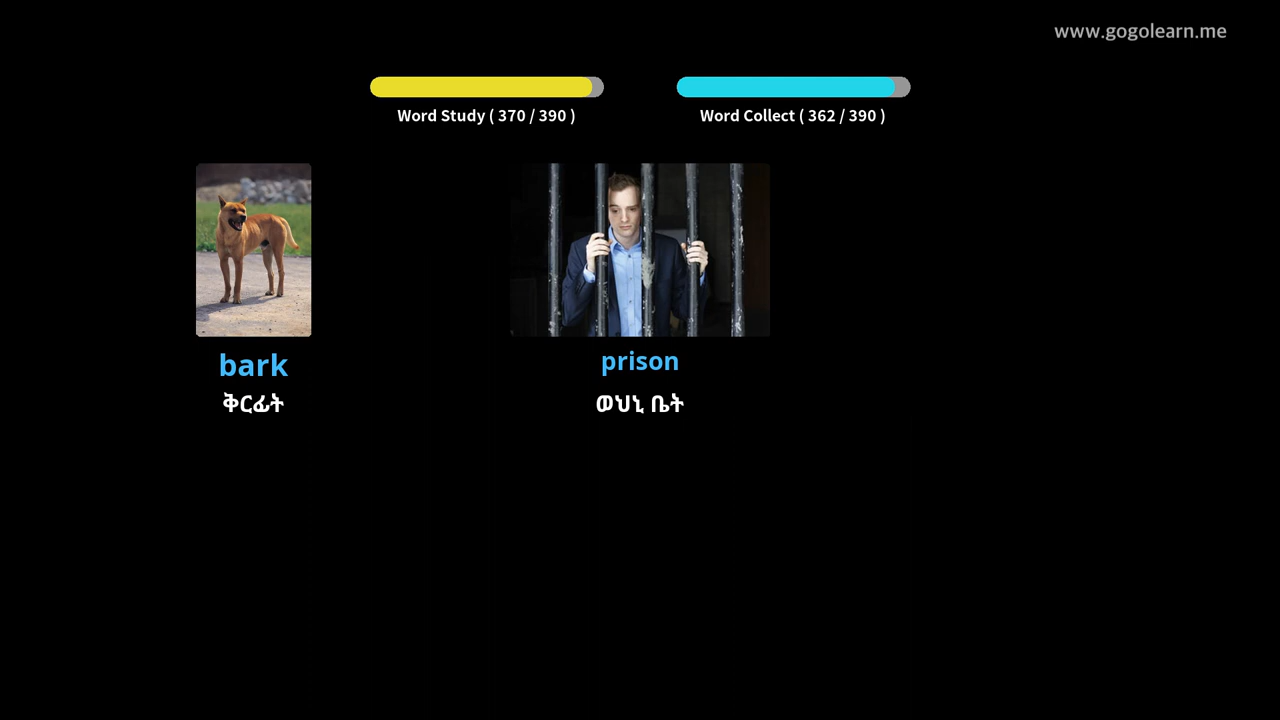 www.gogolearn.me
Word Study ( 370 / 390 )
Word Collect ( 362 / 390 )
bark
ቅርፊት
prison
ወህኒ ቤት